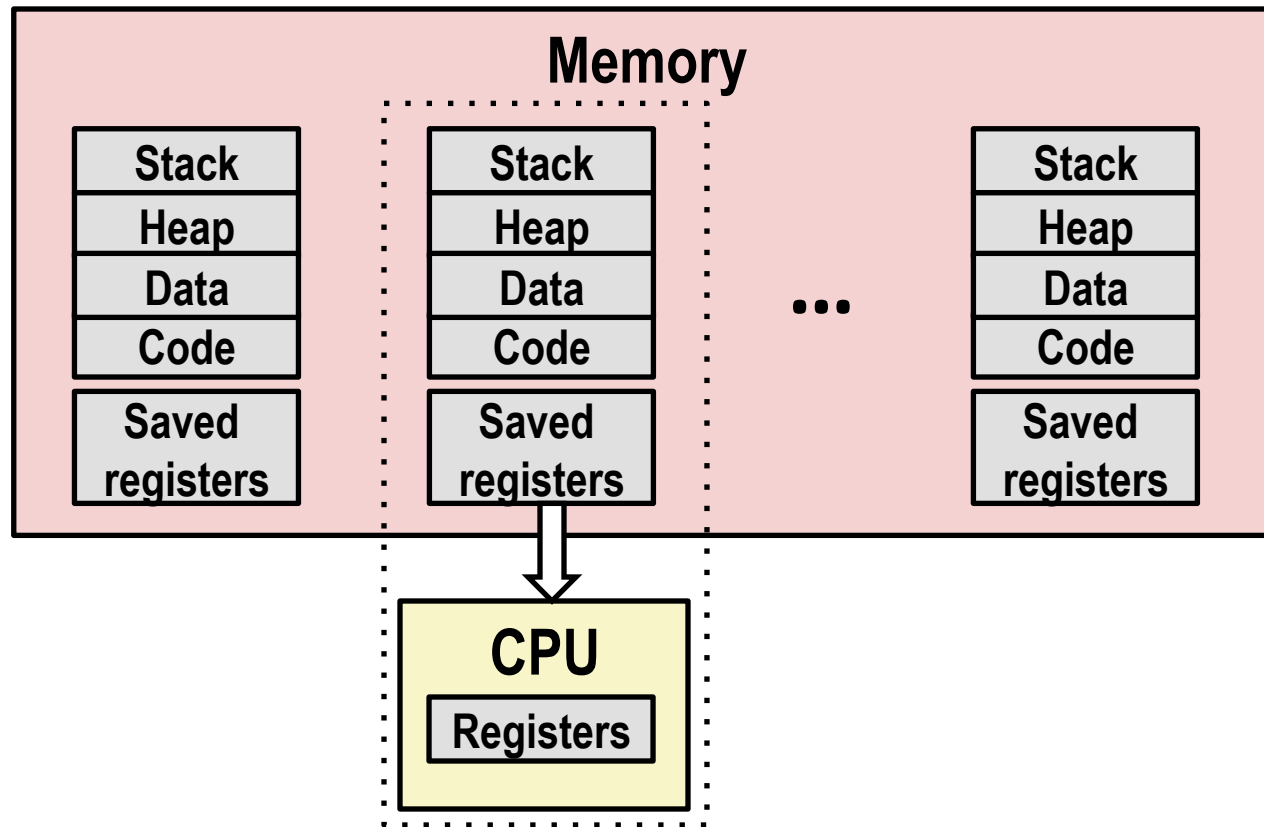 Memory
Stack
Heap
Data
Code
Saved
registers
Stack
Heap
Data
Code
Saved
registers
...
Stack
Heap
Data
Code
Saved
registers
CPU
Registers